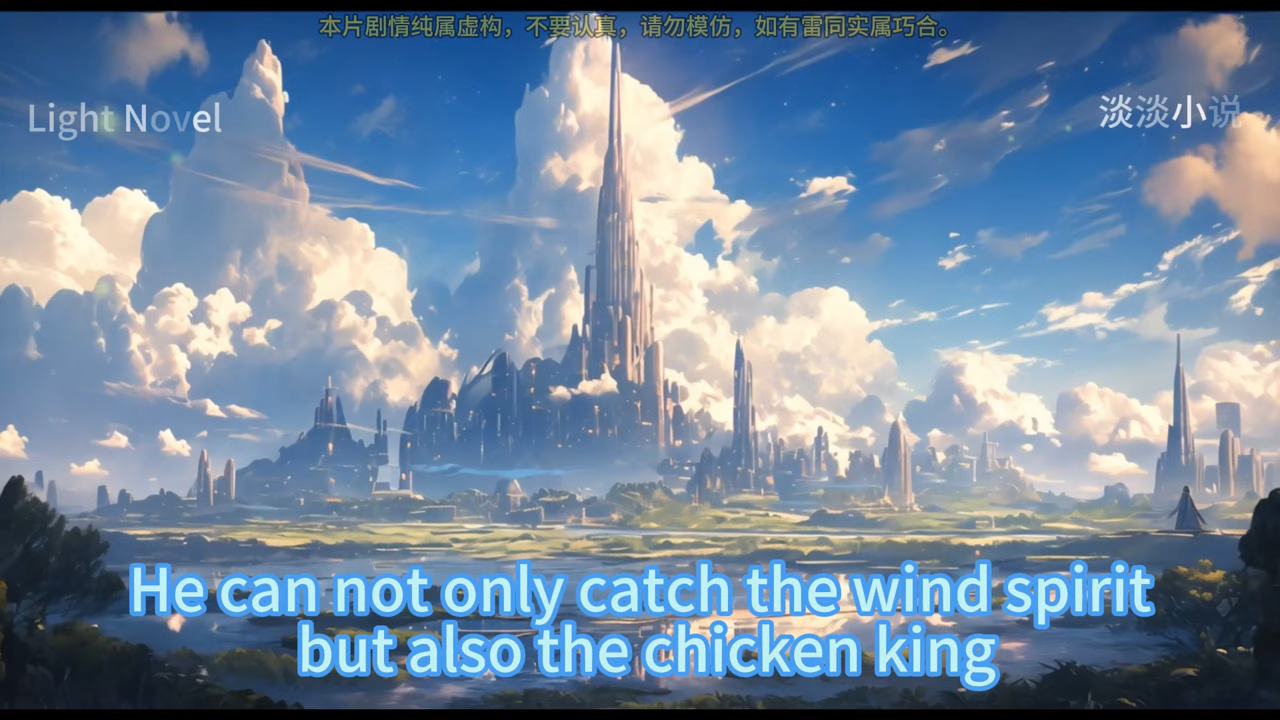 本片剧情纯属虚构，不要认真，请勿模仿，如有雷同实属巧合。
Light Novel
淡淡小说
He can not only catch the wind spirit
but also the chicken king